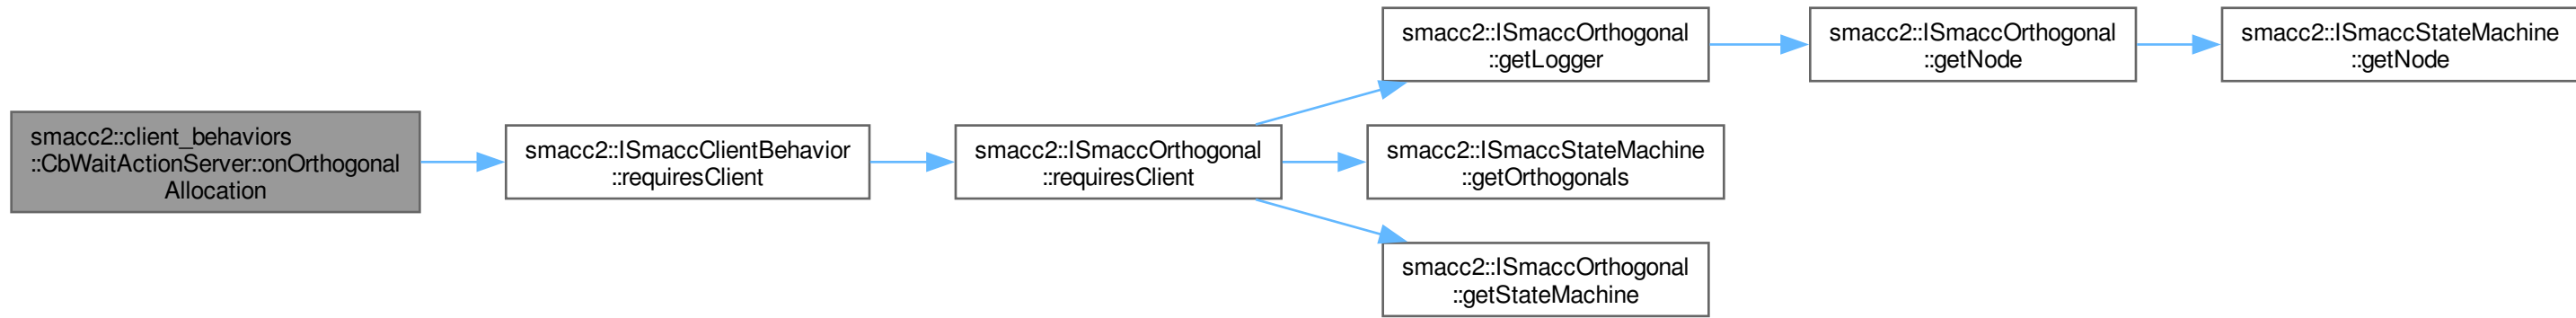 smacc2::client_behaviors
::CbWaitActionServer::onOrthogonal
Allocation
smacc2::ISmaccClientBehavior
::requiresClient
smacc2::ISmaccOrthogonal
::requiresClient
smacc2::ISmaccOrthogonal
::getLogger
smacc2::ISmaccOrthogonal
::getNode
smacc2::ISmaccStateMachine
::getNode
smacc2::ISmaccStateMachine
::getOrthogonals
smacc2::ISmaccOrthogonal
::getStateMachine